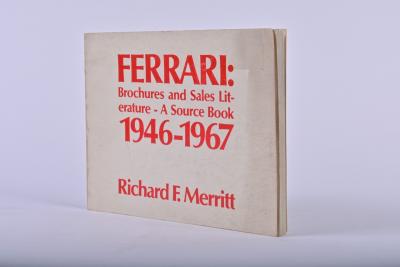 FERRARI:
Brochures and Sales Lit-
erature - A Source Book
1946-1967
Richard F. Merritt